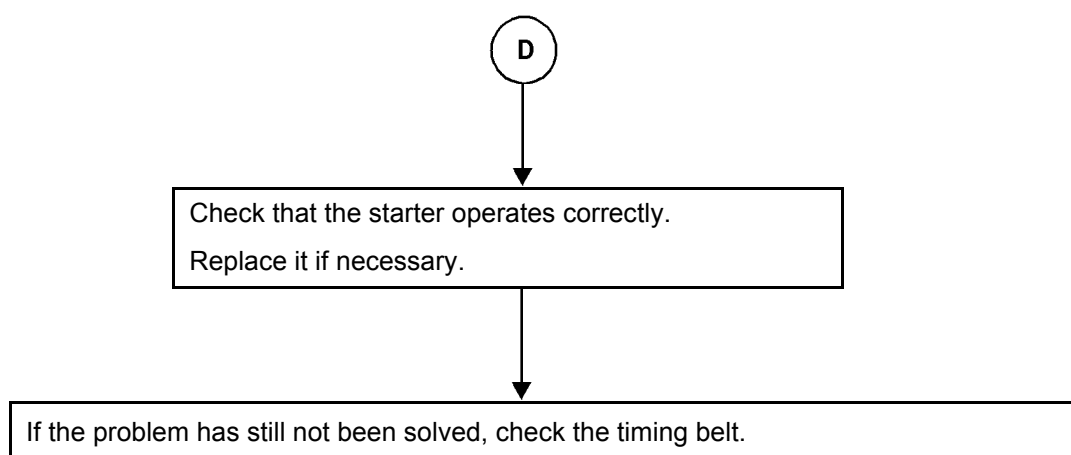 D
Check that the starter operates correctly.
Replace it if necessary.
If the problem has still not been solved, check the timing belt.